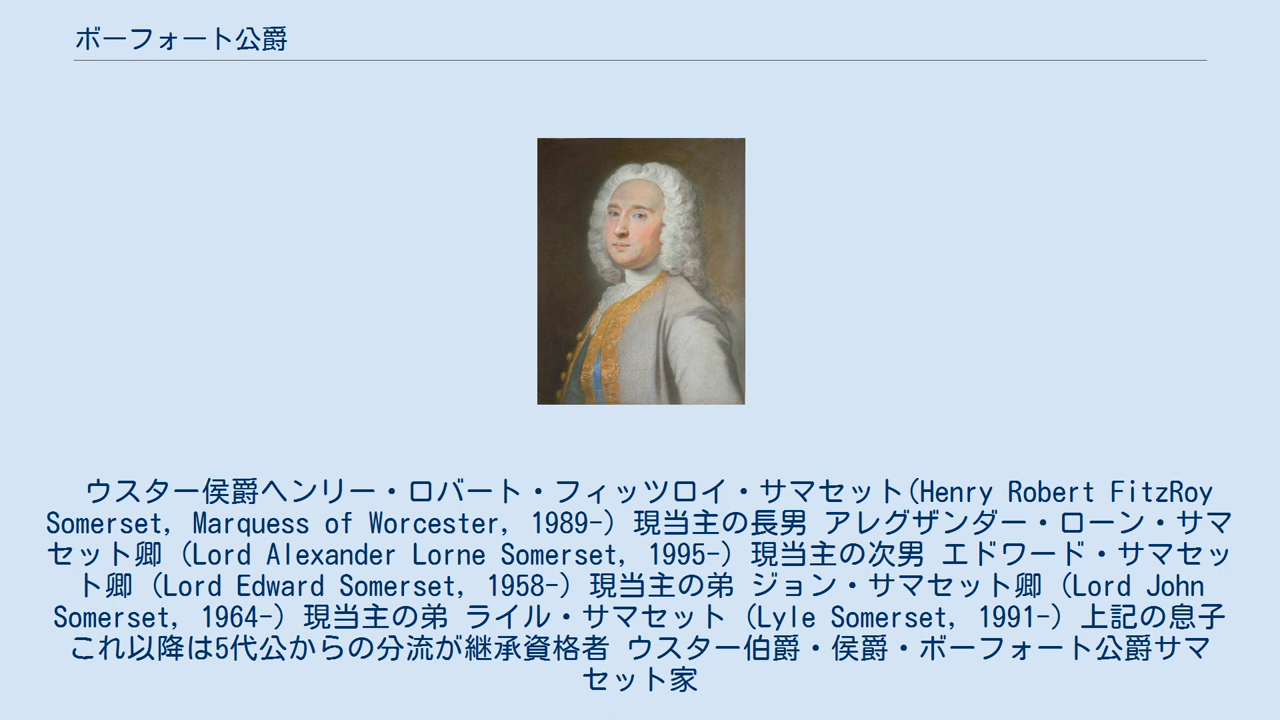 ボーフォート公爵
ウスター侯爵ヘンリー・ロバート・フィッツロイ・サマセット(Henry Robert FitzRoy
Somerset, Marquess of Worcester, 1989-) 現当主の長男 アレグザンダー・ローン・サマ
セット卿 (Lord Alexander Lorne Somerset, 1995-) 現当主の次男 エドワード・サマセッ
ト卿 (Lord Edward Somerset, 1958-) 現当主の弟 ジョン・サマセット卿 (Lord John
Somerset, 1964-) 現当主の弟 ライル・サマセット (Lyle Somerset, 1991-) 上記の息子
これ以降は5代公からの分流が継承資格者 ウスター伯爵・侯爵・ボーフォート公爵サマ
セット家